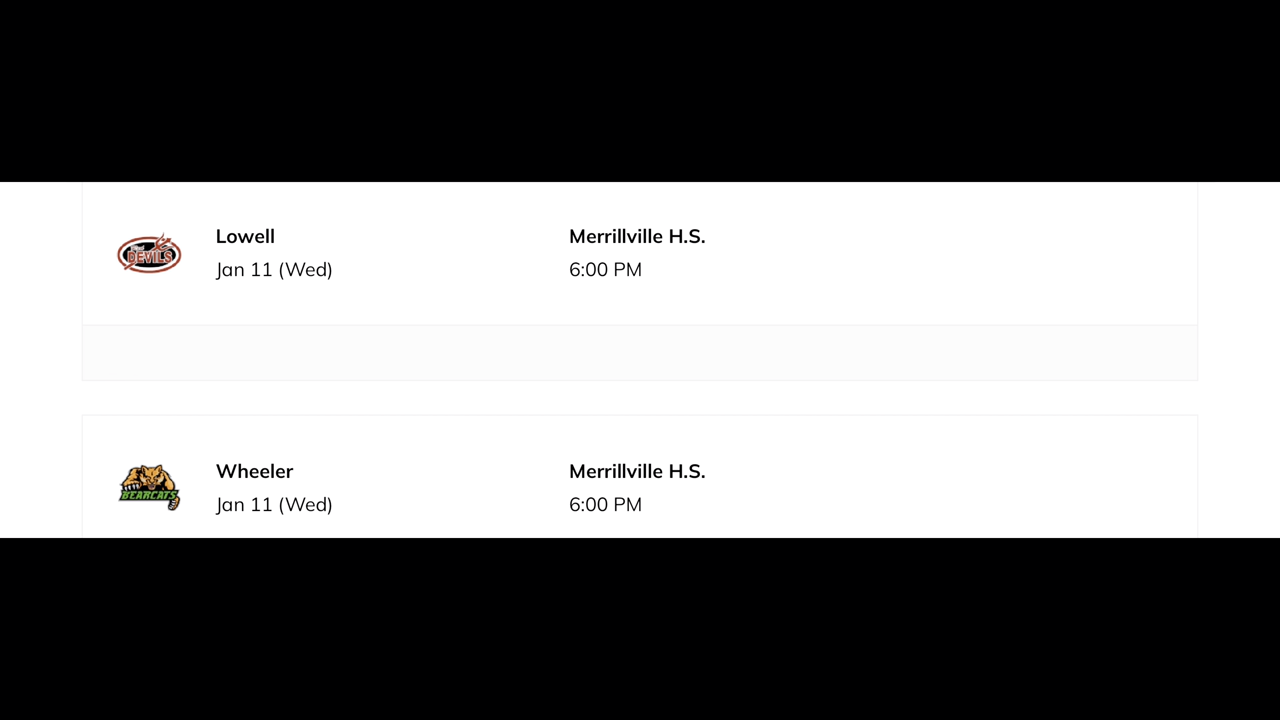 DEVILS
Lowell
Jan 11 (Wed)
Merrillville H.S.
6:00 PM
BEARCATS
Wheeler
Jan 11 (Wed)
Merrillville H.S.
6:00 PM